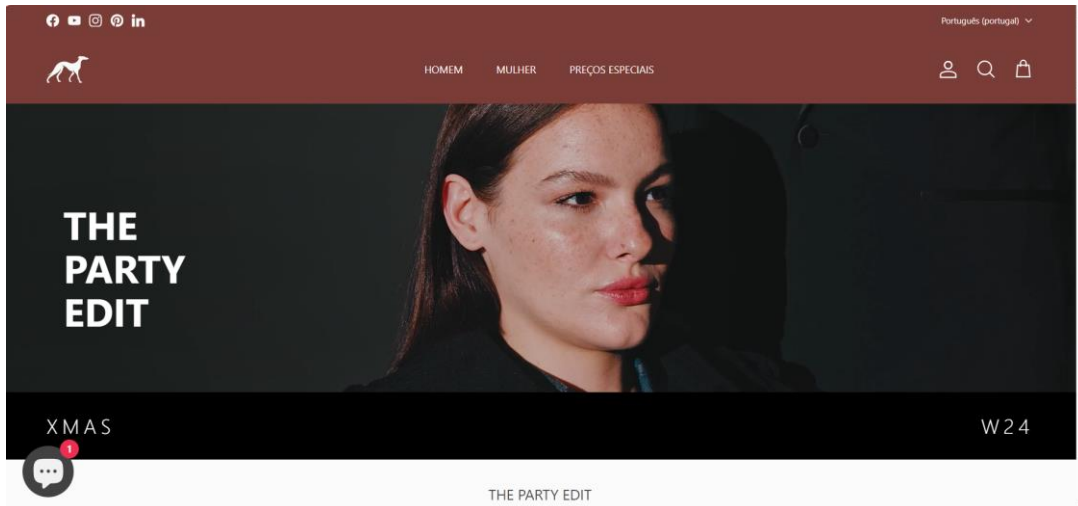 Português (portugal)
HOMEM MULHER PREÇOS ESPECIAIS
THE
PARTY
EDIT
XMAS W24
1
THE PARTY EDIT